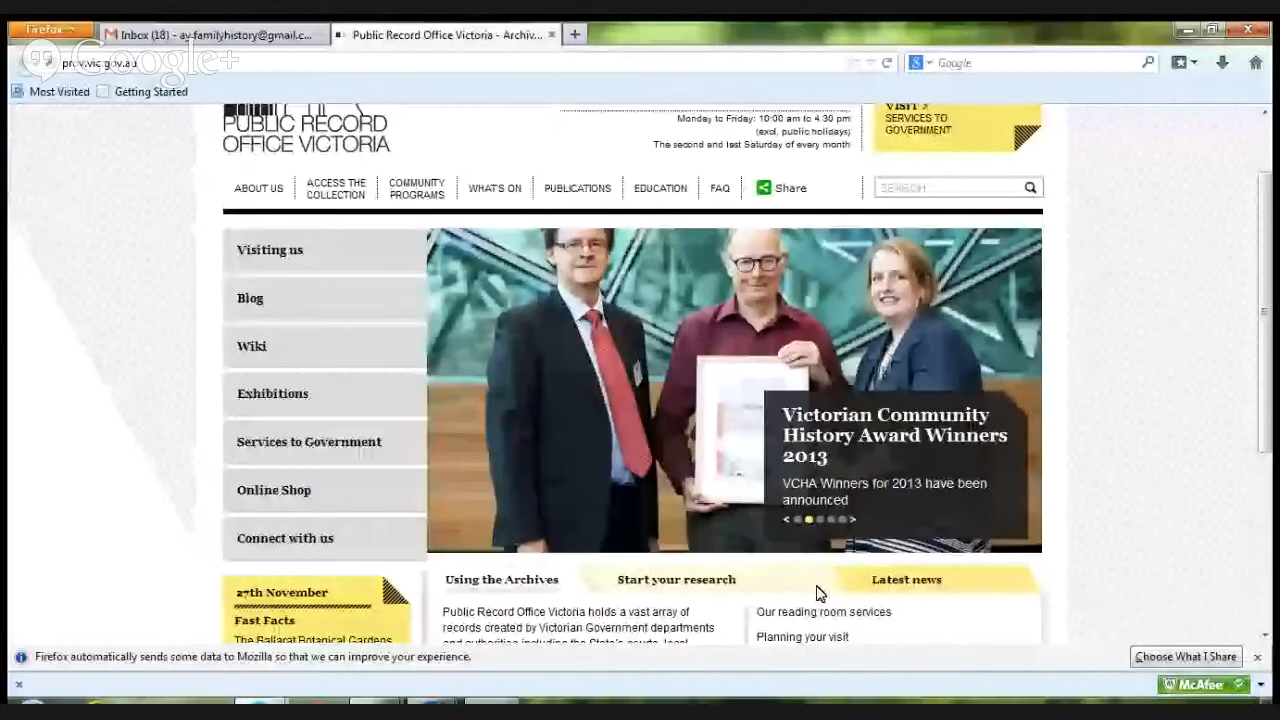 Firefox
Inbox (18) - ay-familyhistory@gmail.c...
Public Record Office Victoria - Archiv...
Google+
prov.vic.gov.au
Google
Most Visited
Getting Started
PUBLIC RECORD
OFFICE VICTORIA
Monday to Friday: 10:00 am to 4:30 pm
(excl. public holidays)
The second and last Saturday of every month
VISIT >
SERVICES TO
GOVERNMENT
ABOUT US
ACCESS THE
COLLECTION
COMMUNITY
PROGRAMS
WHAT'S ON
PUBLICATIONS
EDUCATION
FAQ
Share
SEARCH
Visiting us
Blog
Wiki
Exhibitions
Services to Government
Online Shop
Connect with us
Victorian Community
History Award Winners
2013
VCHA Winners for 2013 have been
announced
< >
27th November
Fast Facts
The Ballarat Botanical Gardens
Using the Archives
Start your research
Latest news
Public Record Office Victoria holds a vast array of
records created by Victorian Government departments
and authorities including the State's courts, local
Our reading room services
Planning your visit
Firefox automatically sends some data to Mozilla so that we can improve your experience.
Choose What I Share
McAfee